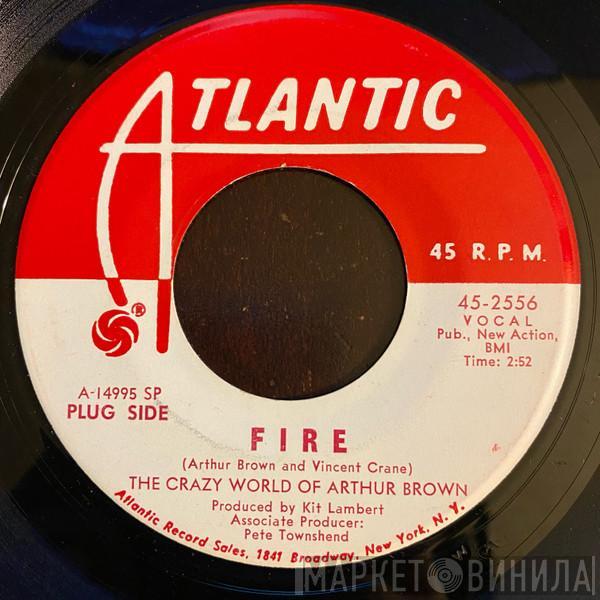 ATLANTIC
45 R.P.M.
®
45-2556
VOCAL
Pub., New Action,
BMI
Time: 2:52
A-14995 SP
PLUG SIDE
FIRE
(Arthur Brown and Vincent Crane)
THE CRAZY WORLD OF ARTHUR BROWN
Produced by Kit Lambert
Associate Producer:
Pete Townshend
Atlantic Record Sales, 1841 Broadway, New York, N. Y.
МАРКЕТ ВИНИЛА